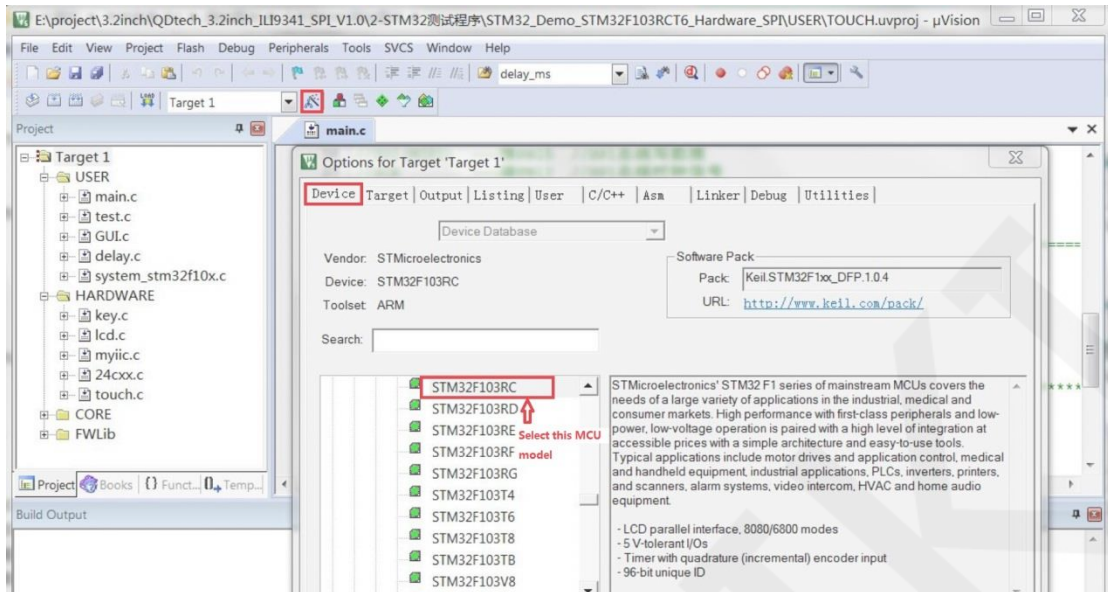 E:\project\3.2inch\QDtech_3.2inch_ILI9341_SPI_V1.0\2-STM32测试程序\STM32_Demo_STM32F103RCT6_Hardware_SPI\USER\TOUCH.uvproj - µVision
File Edit View Project Flash Debug Peripherals Tools SVCS Window Help
delay_ms
LOAD Target 1
Project
main.c
Target 1
USER
main.c
test.c
GUI.c
delay.c
system_stm32f10x.c
HARDWARE
key.c
lcd.c
myiic.c
24cxx.c
touch.c
CORE
FWLib
Project Books {} Funct... 0 Temp...
Build Output
Options for Target 'Target 1'
Device Target Output Listing User C/C++ Asm Linker Debug Utilities
Device Database
Vendor: STMicroelectronics
Device: STM32F103RC
Toolset: ARM
Search:
Software Pack
Pack: Keil.STM32F1xx_DFP.1.0.4
URL: http://www.keil.com/pack/
STM32F103RC
STM32F103RD
STM32F103RE
STM32F103RF
STM32F103RG
STM32F103T4
STM32F103T6
STM32F103T8
STM32F103TB
STM32F103V8
Select this MCU
model
STMicroelectronics' STM32 F1 series of mainstream MCUs covers the
needs of a large variety of applications in the industrial, medical and
consumer markets. High performance with first-class peripherals and low-
power, low-voltage operation is paired with a high level of integration at
accessible prices with a simple architecture and easy-to-use tools.
Typical applications include motor drives and application control, medical
and handheld equipment, industrial applications, PLCs, inverters, printers,
and scanners, alarm systems, video intercom, HVAC and home audio
equipment.
- LCD parallel interface, 8080/6800 modes
- 5 V-tolerant I/Os
- Timer with quadrature (incremental) encoder input
- 96-bit unique ID
====
****